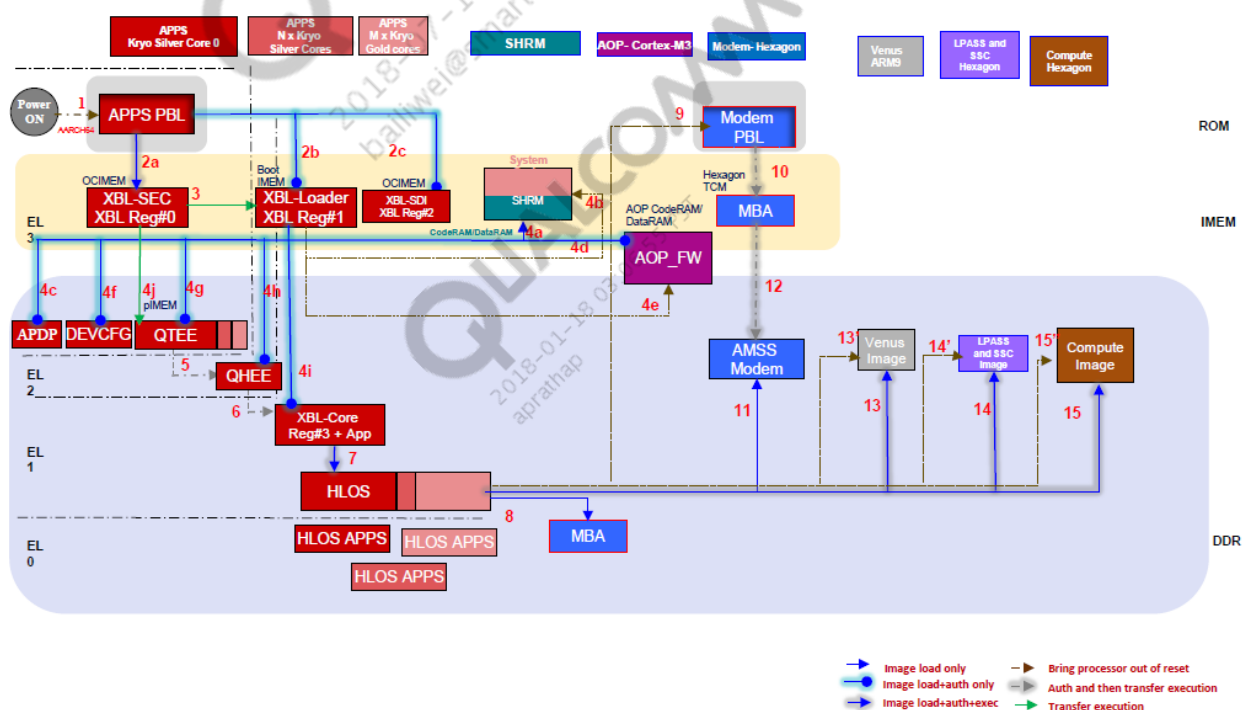 APPS
Kryo Silver Core 0
APPS
N x Kryo
Silver Cores
APPS
M x Kryo
Gold cores
SHRM
AOP- Cortex-M3
Modem- Hexagon
Venus
ARM9
LPASS and
SSC
Hexagon
Compute
Hexagon
QUALCOMM
Power
ON
1
AARCH64
APPS PBL
2a
2b
2c
9
Modem
PBL
10
ROM
OCIMEM
XBL-SEC
XBL Reg#0
3
Boot
IMEM
XBL-Loader
XBL Reg#1
OCIMEM
XBL-SDI
XBL Reg#2
System
SHRM
4b
CodeRAM/DataRAM
4a
4d
Hexagon
TCM
MBA
AOP CodeRAM/
DataRAM
AOP_FW
4e
12
EL
3
IMEM
4c
4f
4j
4g
4h
pIMEM
APDP
DEVCFG
QTEE
5
QHEE
4i
EL
2
6
XBL-Core
Reg#3 + App
7
EL
1
HLOS
8
AMSS
Modem
11
13'
Venus
Image
13
14'
LPASS
and SSC
Image
14
15'
Compute
Image
15
QUALCOMM
2018-01-18 03:
aprathap
EL
0
HLOS APPS
HLOS APPS
HLOS APPS
MBA
DDR
Image load only
Image load+auth only
Image load+auth+exec
Bring processor out of reset
Auth and then transfer execution
Transfer execution